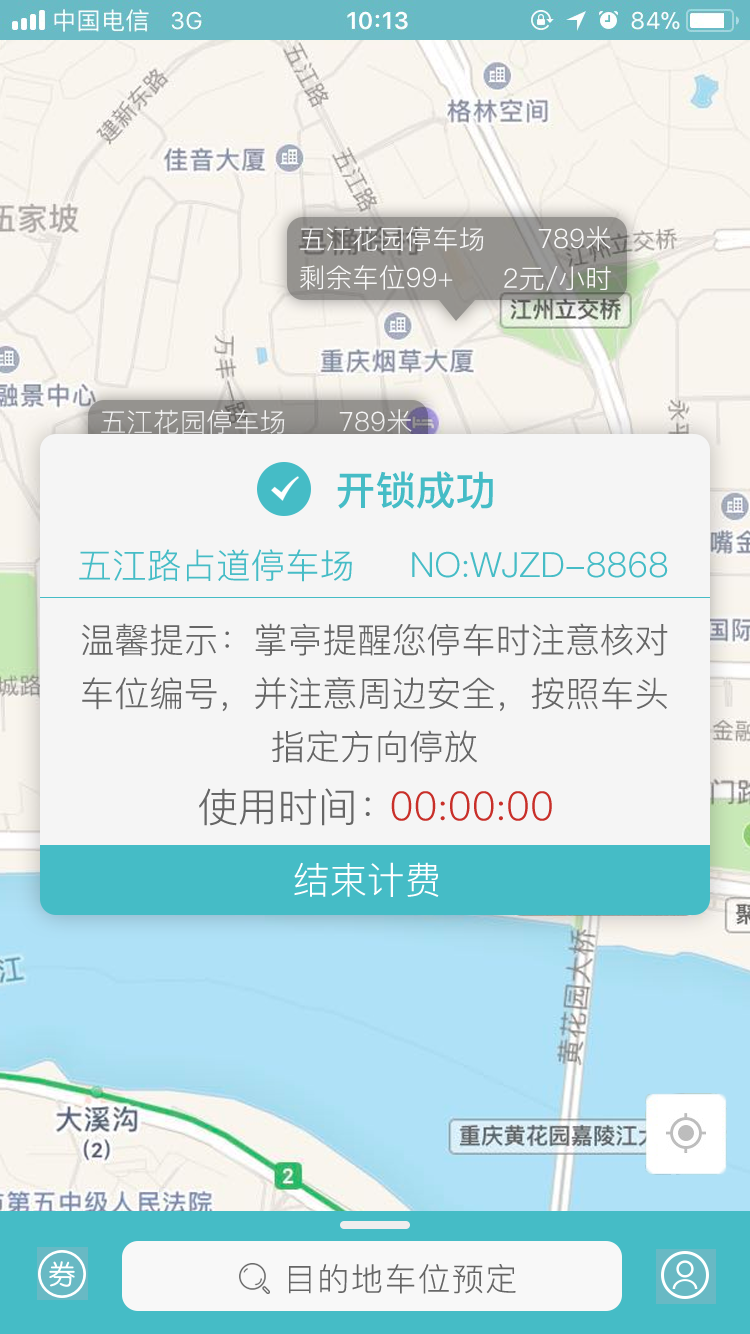 中国电信 3G 10:13 84%
五江路
建新东路
格林空间
佳音大厦
五江路
伍家坡
五江花园停车场 789米
江州立交桥
剩余车位99+ 2元/小时
江州立交桥
万丰一路
重庆烟草大厦
融景中心
五江花园停车场 789米
开锁成功
五江路占道停车场 NO:WJZD-8868
温馨提示：掌亭提醒您停车时注意核对
车位编号，并注意周边安全，按照车头
指定方向停放
使用时间：00:00:00
结束计费
国际
城路
金融
门路
聚
江
黄花园大桥
大溪沟
(2)
重庆黄花园嘉陵江大
2
市第五中级人民法院
券
目的地车位预定